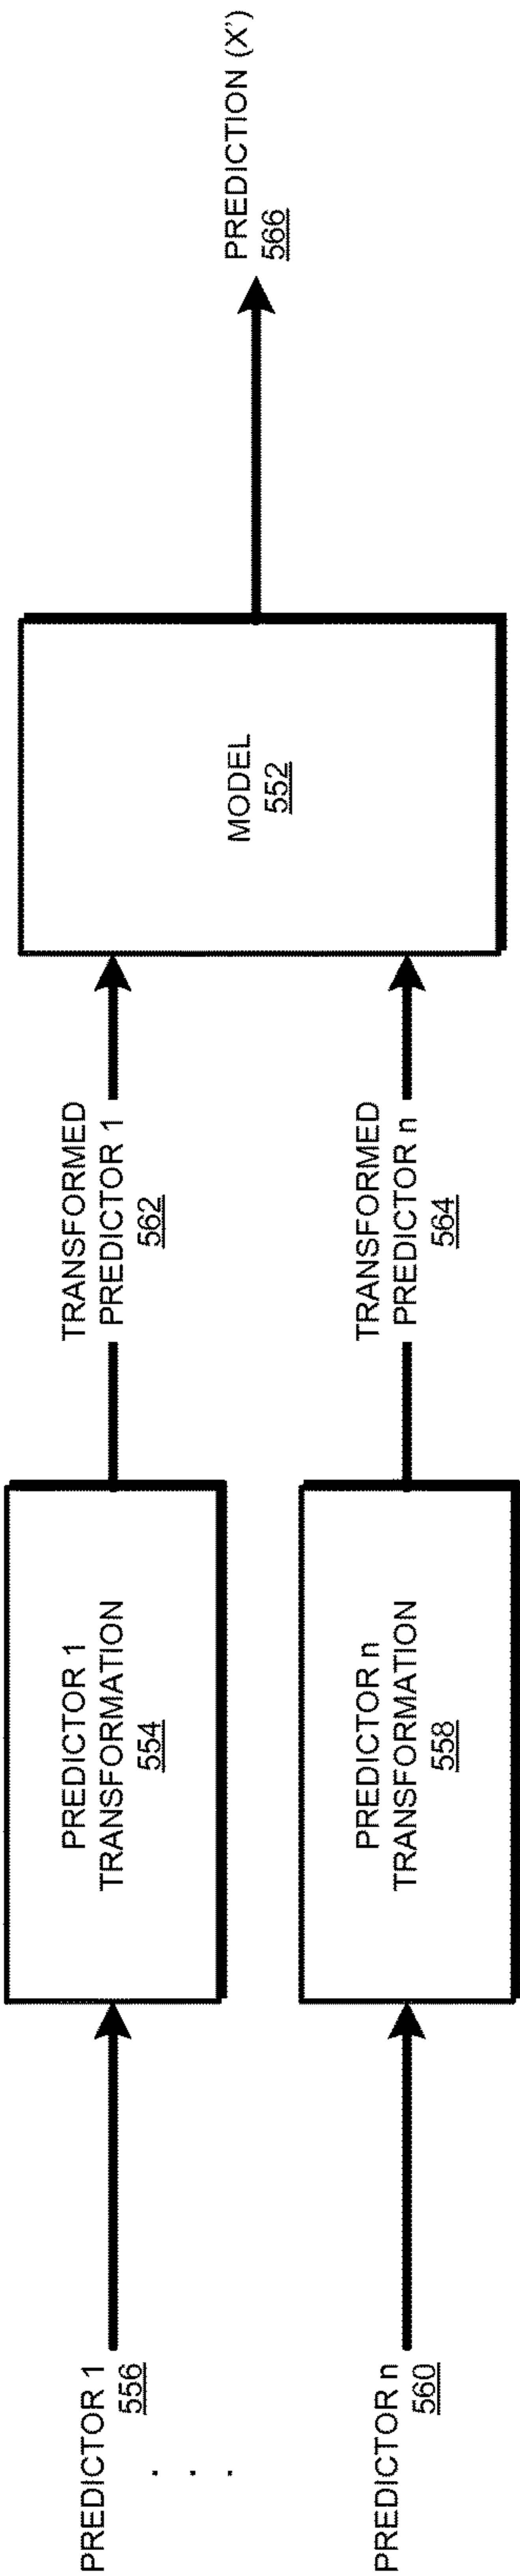 PREDICTOR 1
556
. . .
PREDICTOR n
560
PREDICTOR 1
TRANSFORMATION
554
PREDICTOR n
TRANSFORMATION
558
TRANSFORMED
PREDICTOR 1
562
TRANSFORMED
PREDICTOR n
564
MODEL
552
PREDICTION (X')
566